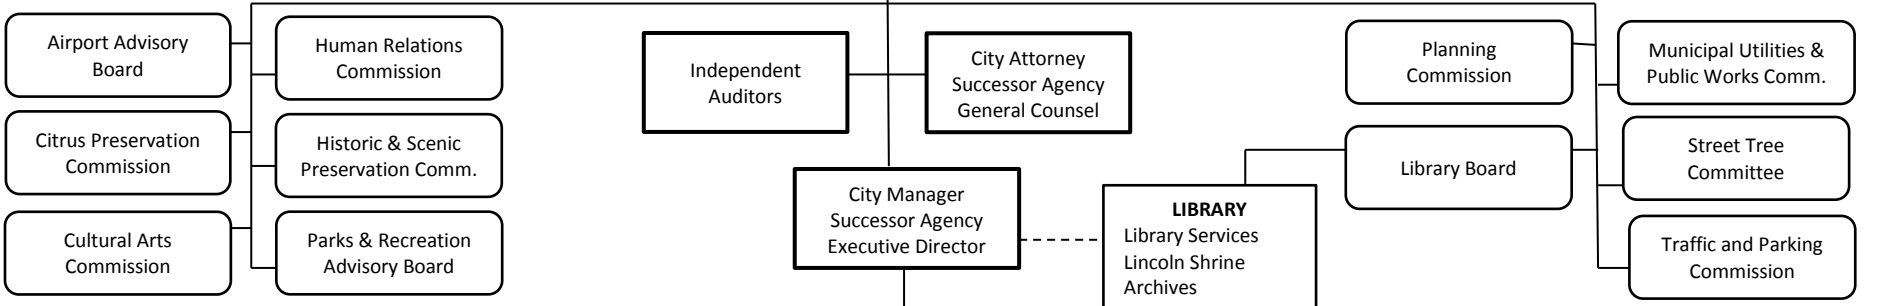 Airport Advisory
Board
Human Relations
Commission
Citrus Preservation
Commission
Historic & Scenic
Preservation Comm.
Cultural Arts
Commission
Parks & Recreation
Advisory Board
Independent
Auditors
City Attorney
Successor Agency
General Counsel
City Manager
Successor Agency
Executive Director
LIBRARY
Library Services
Lincoln Shrine
Archives
Planning
Commission
Library Board
Municipal Utilities &
Public Works Comm.
Street Tree
Committee
Traffic and Parking
Commission